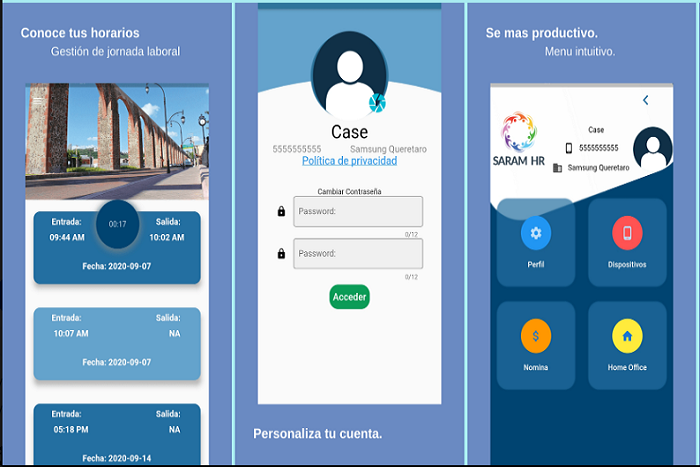 Conoce tus horarios
Gestión de jornada laboral
Entrada:
Salida:
00:17
09:44 AM
10:02 AM
Fecha: 2020-09-07
Entrada:
Salida:
10:07 AM
NA
Fecha: 2020-09-07
Entrada:
Salida:
05:18 PM
NA
Fecha: 2020-09-14
Case
5555555555
Samsung Queretaro
Política de privacidad
Cambiar Contraseña
Password:
0/12
Password:
0/12
Acceder
Personaliza tu cuenta.
Se mas productivo.
Menu intuitivo.
SARAM HR
Case
5555555555
Samsung Queretaro
Perfil
Dispositivos
$
Nomina
Home Office